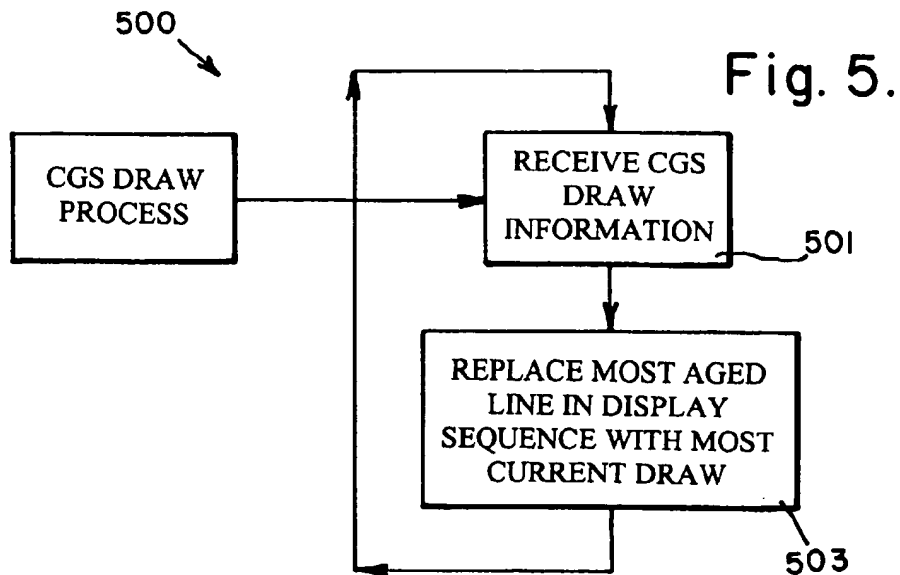 500
Fig. 5.
CGS DRAW
PROCESS
RECEIVE CGS
DRAW
INFORMATION
501
REPLACE MOST AGED
LINE IN DISPLAY
SEQUENCE WITH MOST
CURRENT DRAW
503